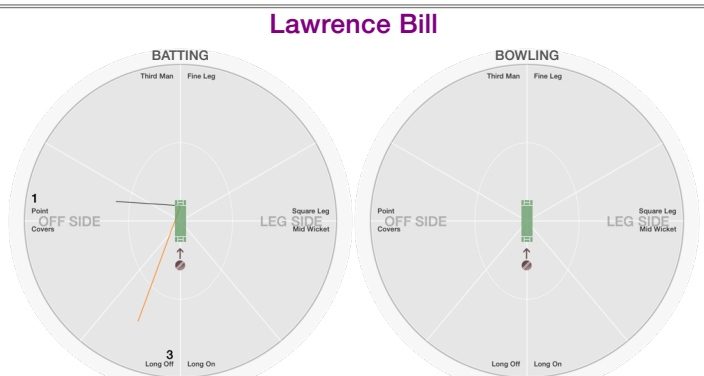 Lawrence Bill
BATTING
Third Man
Fine Leg
1
Point
OFF SIDE
Covers
Square Leg
LEG SIDE
Mid Wicket
3
Long Off
Long On
BOWLING
Third Man
Fine Leg
Point
OFF SIDE
Covers
Square Leg
LEG SIDE
Mid Wicket
Long Off
Long On